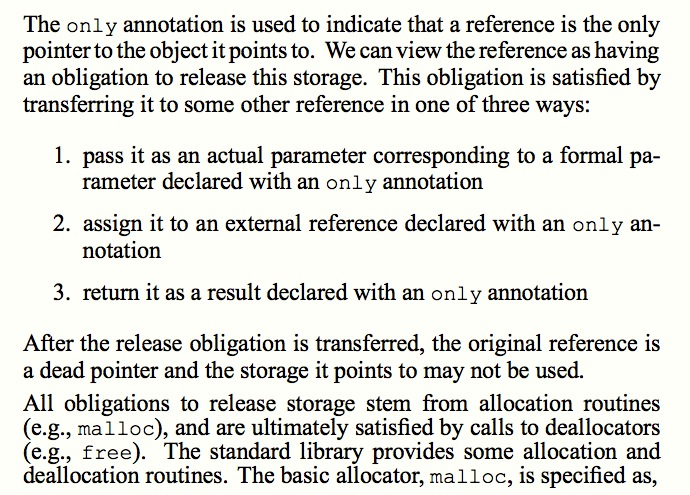 The only annotation is used to indicate that a reference is the only
pointer to the object it points to. We can view the reference as having
an obligation to release this storage. This obligation is satisfied by
transferring it to some other reference in one of three ways:
1. pass it as an actual parameter corresponding to a formal pa-
rameter declared with an only annotation
2. assign it to an external reference declared with an only an-
notation
3. return it as a result declared with an only annotation
After the release obligation is transferred, the original reference is
a dead pointer and the storage it points to may not be used.
All obligations to release storage stem from allocation routines
(e.g., malloc), and are ultimately satisfied by calls to deallocators
(e.g., free). The standard library provides some allocation and
deallocation routines. The basic allocator, malloc, is specified as,